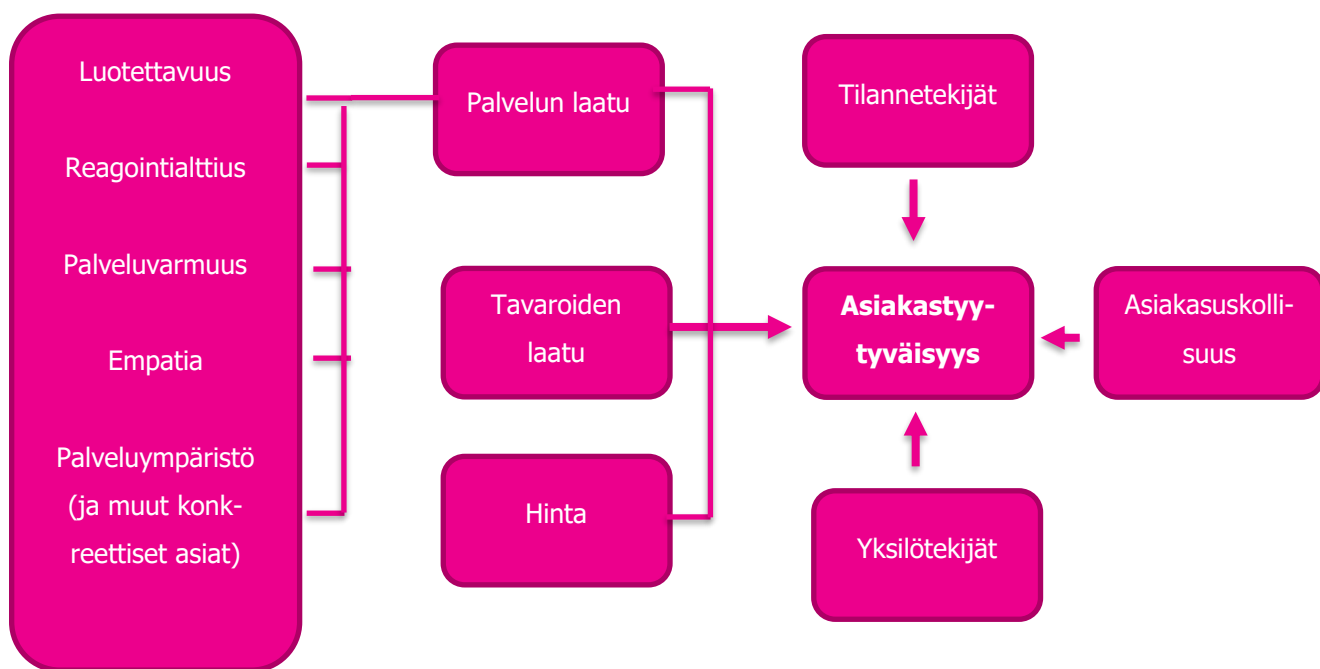 Luotettavuus
Reagointialttius
Palveluvarmuus
Empatia
Palveluympäristö
(ja muut konk-
reettiset asiat)
Palvelun laatu
Tavaroiden
laatu
Hinta
Tilannetekijät
Asiakastyy-
tyväisyys
Yksilötekijät
Asiakasuskolli-
suus